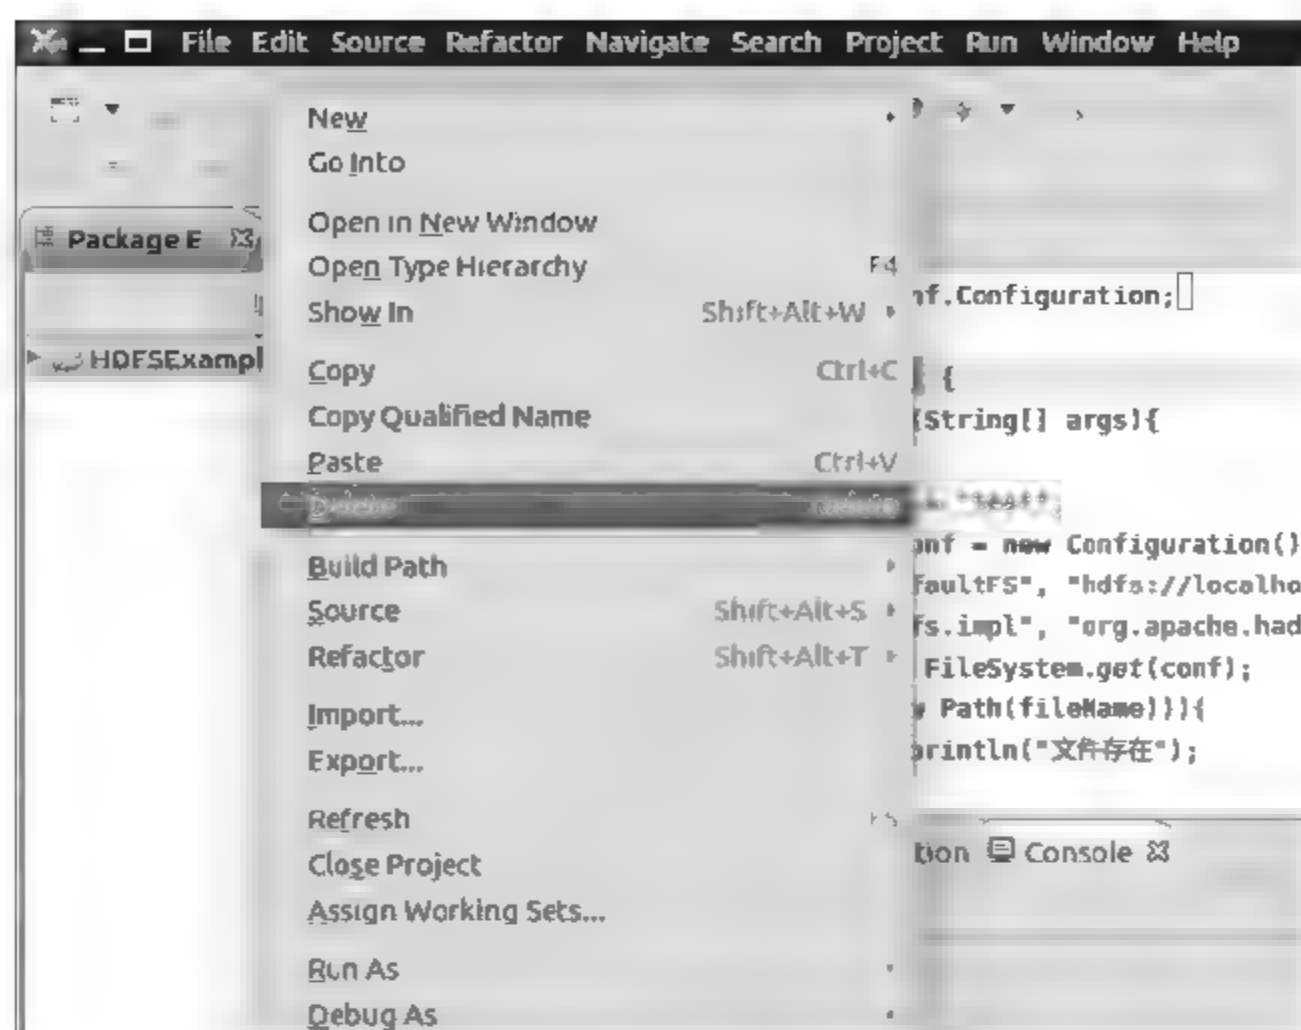 File Edit Source Refactor Navigate Search Project Run Window Help
New
Go Into
Open in New Window
Package E
Open Type Hierarchy F4
Show In Shift+Alt+W
nf.Configuration;
HDFSExampl
Copy Ctrl+C
{
Copy Qualified Name
(String[] args){
Paste Ctrl+V
Delete Delete
onf = new Configuration()
Build Path
faultFS", "hdfs://localho
Source Shift+Alt+S
fs.impl", "org.apache.had
Refactor Shift+Alt+T
FileSystem.get(conf);
Import...
Path(fileName))){
Export...
println("文件存在");
Refresh F5
Close Project
tion Console
Assign Working Sets...
Run As
Debug As